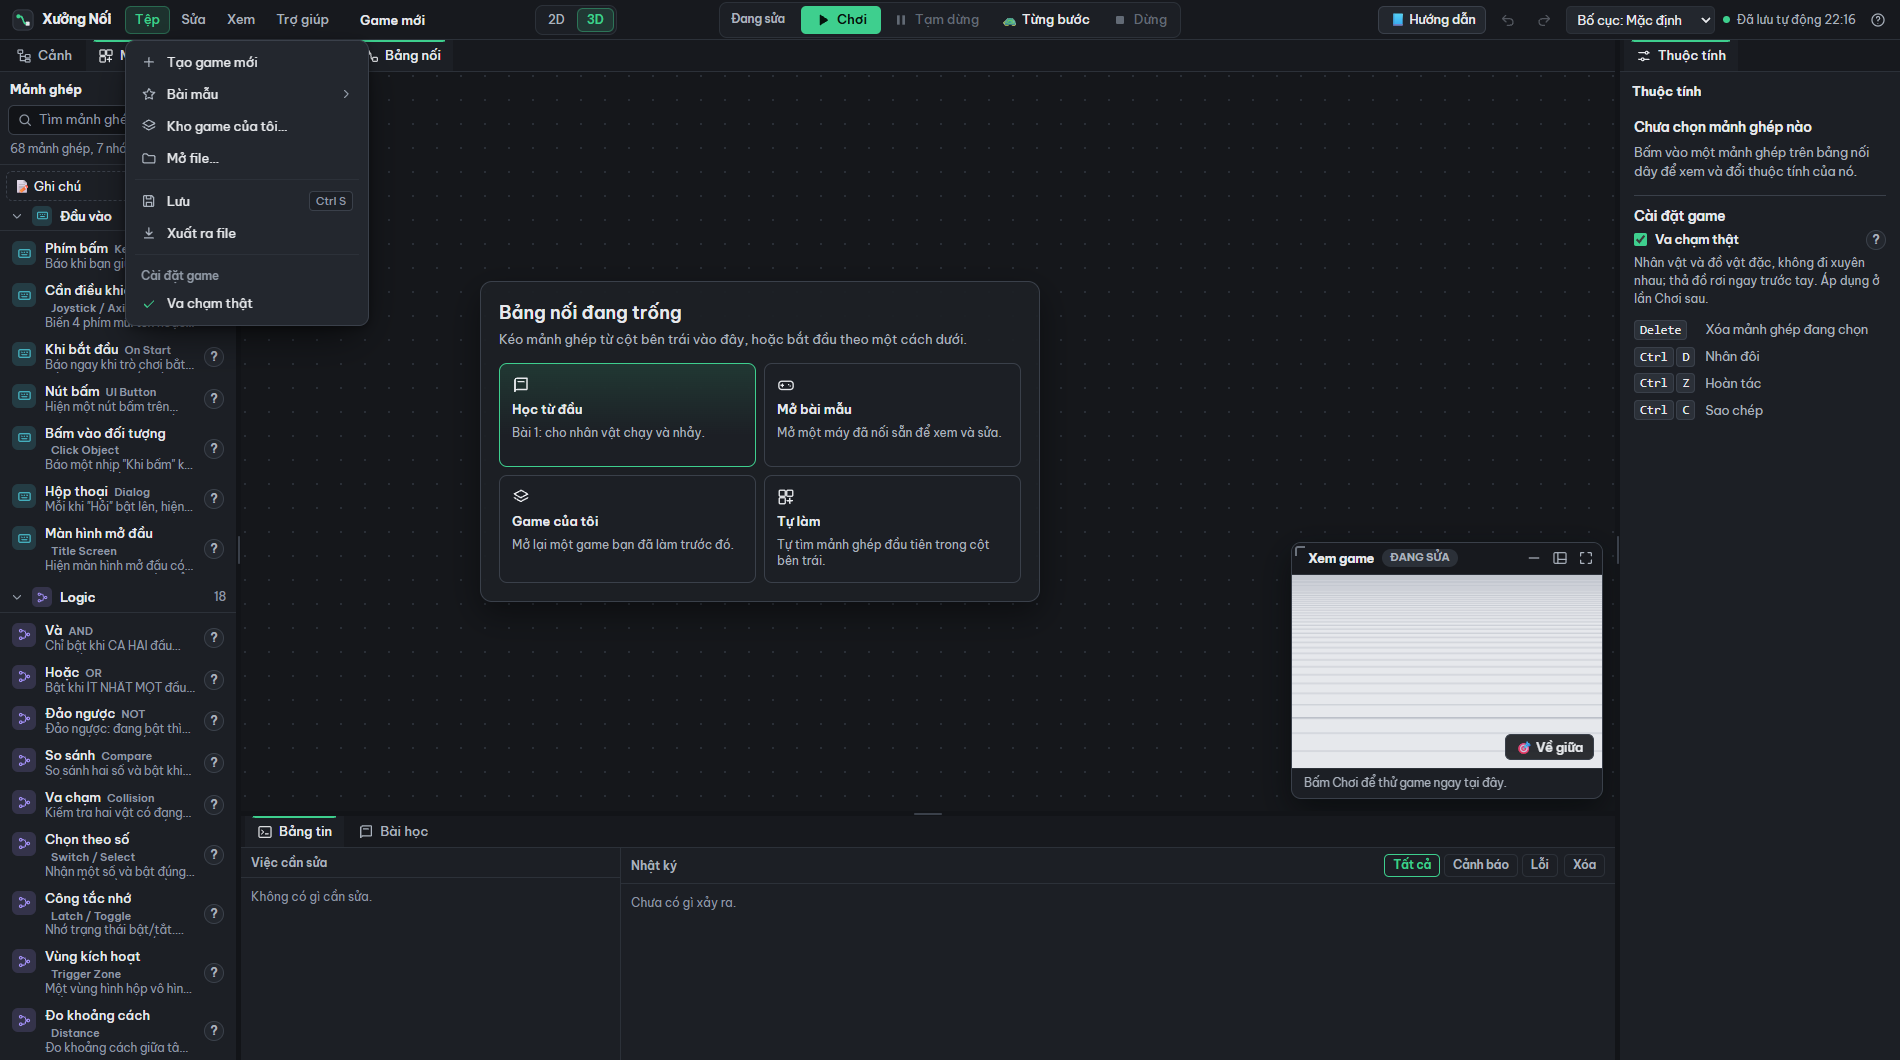 Xưởng Nối
Tệp
Sửa
Xem
Trợ giúp
Game mới
2D
3D
Đang sửa
Chơi
Tạm dừng
Từng bước
Dừng
Hướng dẫn
Bố cục: Mặc định
Đã lưu tự động 22:16
Cảnh
Bảng nối
Tạo game mới
Bài mẫu
Kho game của tôi...
Mở file...
Lưu
Ctrl S
Xuất ra file
Cài đặt game
Va chạm thật
Mảnh ghép
Tìm mảnh
68 mảnh ghép, 7
Ghi chú
Đầu vào
Phím bấm
Báo khi bạn
Cần điều
Joystick /
Biến 4 phím
Khi bắt đầu On Start
Báo ngay khi trò chơi bắt...
Nút bấm UI Button
Hiện một nút bấm trên...
Bấm vào đối tượng
Click Object
Báo một nhịp "Khi bấm" k...
Hộp thoại Dialog
Mỗi khi "Hỏi" bật lên, hiện...
Màn hình mở đầu
Title Screen
Hiện màn hình mở đầu có...
Logic
18
Và AND
Chỉ bật khi CẢ HAI đầu...
Hoặc OR
Bật khi ÍT NHẤT MỘT đầu...
Đảo ngược NOT
Đảo ngược: đang bật thì...
So sánh Compare
So sánh hai số và bật khi...
Va chạm Collision
Kiểm tra hai vật có đang...
Chọn theo số
Switch / Select
Nhận một số và bật đúng...
Công tắc nhớ
Latch / Toggle
Nhớ trạng thái bật/tắt....
Vùng kích hoạt
Trigger Zone
Một vùng hình hộp vô hìn...
Đo khoảng cách
Distance
Đo khoảng cách giữa tâ...
Bảng nối đang trống
Kéo mảnh ghép từ cột bên trái vào đây, hoặc bắt đầu theo một cách dưới.
Học từ đầu
Bài 1: cho nhân vật chạy và nhảy.
Mở bài mẫu
Mở một máy đã nối sẵn để xem và sửa.
Game của tôi
Mở lại một game bạn đã làm trước đó.
Tự làm
Tự tìm mảnh ghép đầu tiên trong cột
bên trái.
Xem game
ĐANG SỬA
Về giữa
Bấm Chơi để thử game ngay tại đây.
Bảng tin
Bài học
Việc cần sửa
Không có gì cần sửa.
Nhật ký
Tất cả
Cảnh báo
Lỗi
Xóa
Chưa có gì xảy ra.
Thuộc tính
Thuộc tính
Chưa chọn mảnh ghép nào
Bấm vào một mảnh ghép trên bảng nối
dây để xem và đổi thuộc tính của nó.
Cài đặt game
Va chạm thật
?
Nhân vật và đồ vật đặc, không đi xuyên
nhau; thả đồ rơi ngay trước tay. Áp dụng ở
lần Chơi sau.
Delete Xóa mảnh ghép đang chọn
Ctrl D Nhân đôi
Ctrl Z Hoàn tác
Ctrl C Sao chép